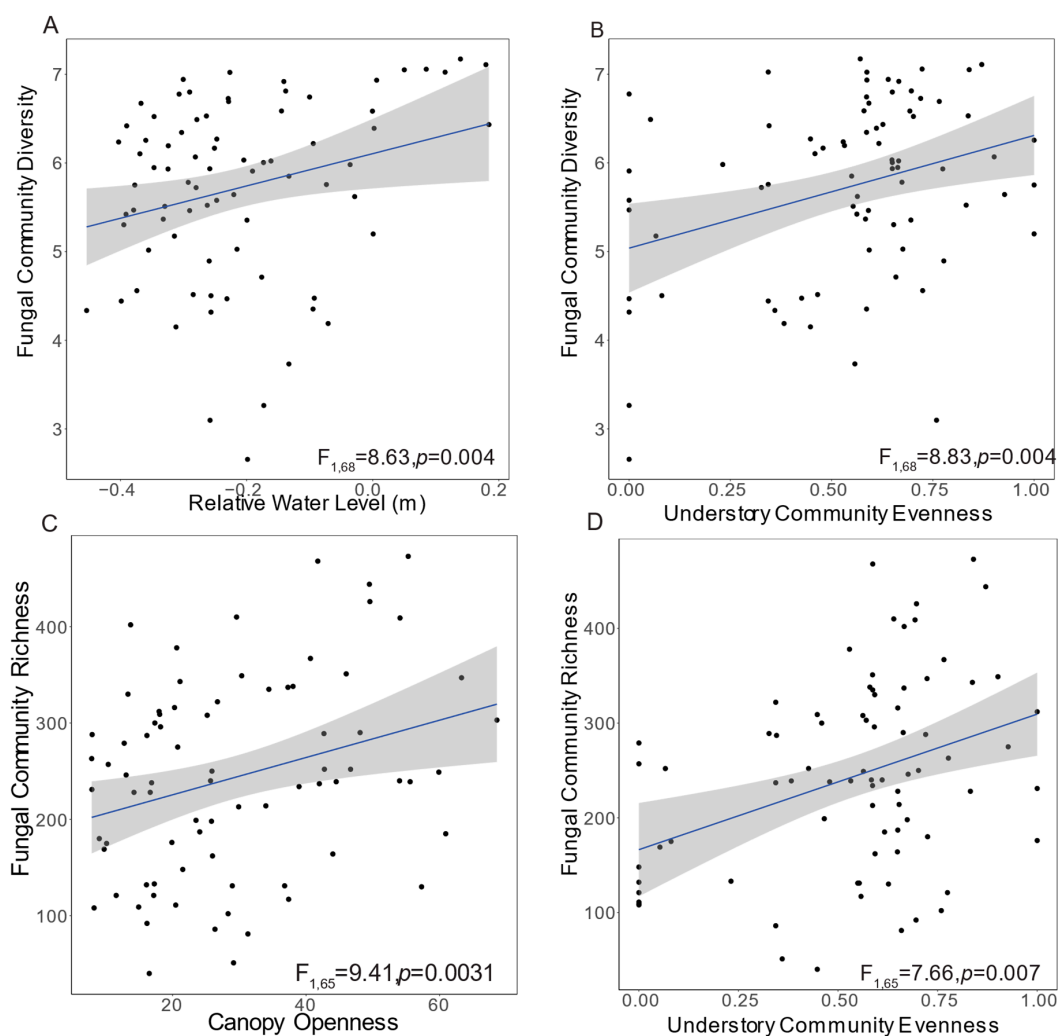 A
Fungal Community Diversity
7
6
5
4
3
F1,68=8.63,p=0.004
−0.4
−0.2
0.0
0.2
Relative Water Level (m)
B
Fungal Community Diversity
7
6
5
4
3
F1,68=8.83,p=0.004
0.00
0.25
0.50
0.75
1.00
Understory Community Evenness
C
Fungal Community Richness
400
300
200
100
F1,65=9.41,p=0.0031
20
40
60
Canopy Openness
D
Fungal Community Richness
400
300
200
100
F1,65=7.66,p=0.007
0.00
0.25
0.50
0.75
1.00
Understory Community Evenness